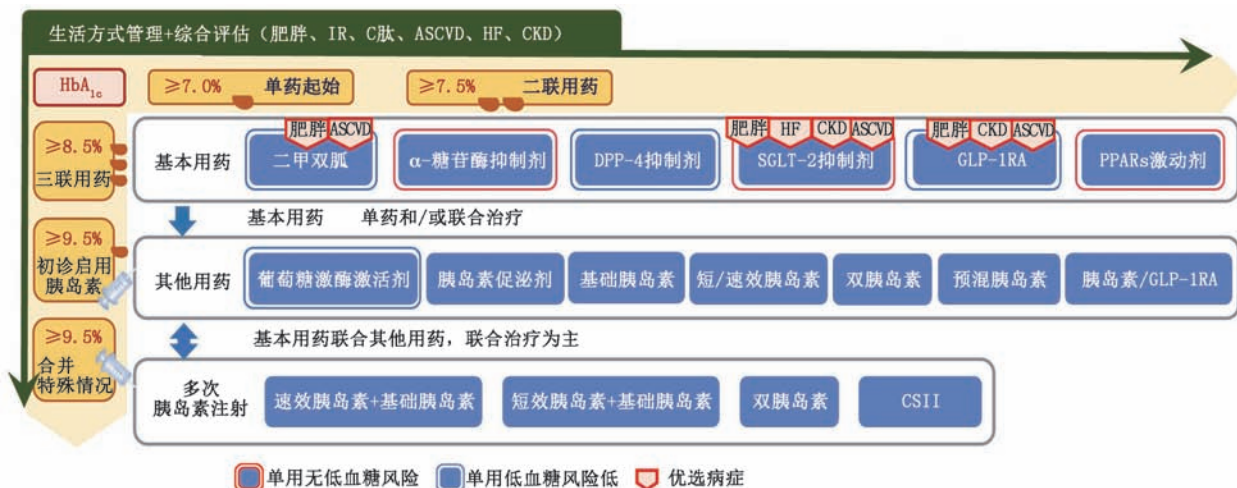 生活方式管理+综合评估（肥胖、IR、C肽、ASCVD、HF、CKD）
HbA1c
≥7.0% 单药起始
≥7.5% 二联用药
≥8.5%
三联用药
基本用药
肥胖 ASCVD
二甲双胍
α-糖苷酶抑制剂
DPP-4抑制剂
肥胖 HF CKD ASCVD
SGLT-2抑制剂
肥胖 CKD ASCVD
GLP-1RA
PPARs激动剂
基本用药 单药和/或联合治疗
≥9.5%
初诊启用
胰岛素
其他用药
葡萄糖激酶激活剂
胰岛素促泌剂
基础胰岛素
短/速效胰岛素
双胰岛素
预混胰岛素
胰岛素/GLP-1RA
基本用药联合其他用药，联合治疗为主
≥9.5%
合并
特殊情况
多次
胰岛素注射
速效胰岛素+基础胰岛素
短效胰岛素+基础胰岛素
双胰岛素
CSII
单用无低血糖风险 单用低血糖风险低 优选病症